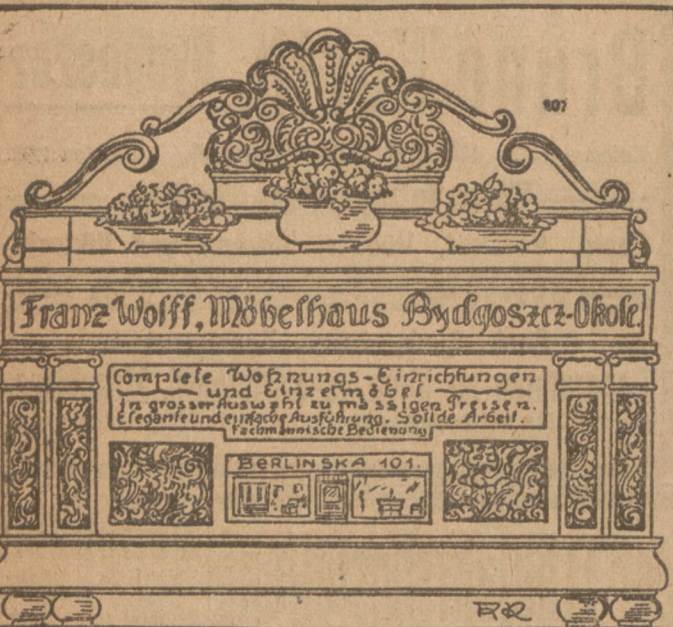 807
Franz Wolff, Möbelhaus Bydgoszcz-Okole.
Complete Wohnungs-Einrichtungen
und Einzelmöbel
in grosser Auswahl zu mässigen Preisen.
Elegante und einfache Ausführung. Solide Arbeit.
Fachmännische Bedienung
BERLINSKA 101.